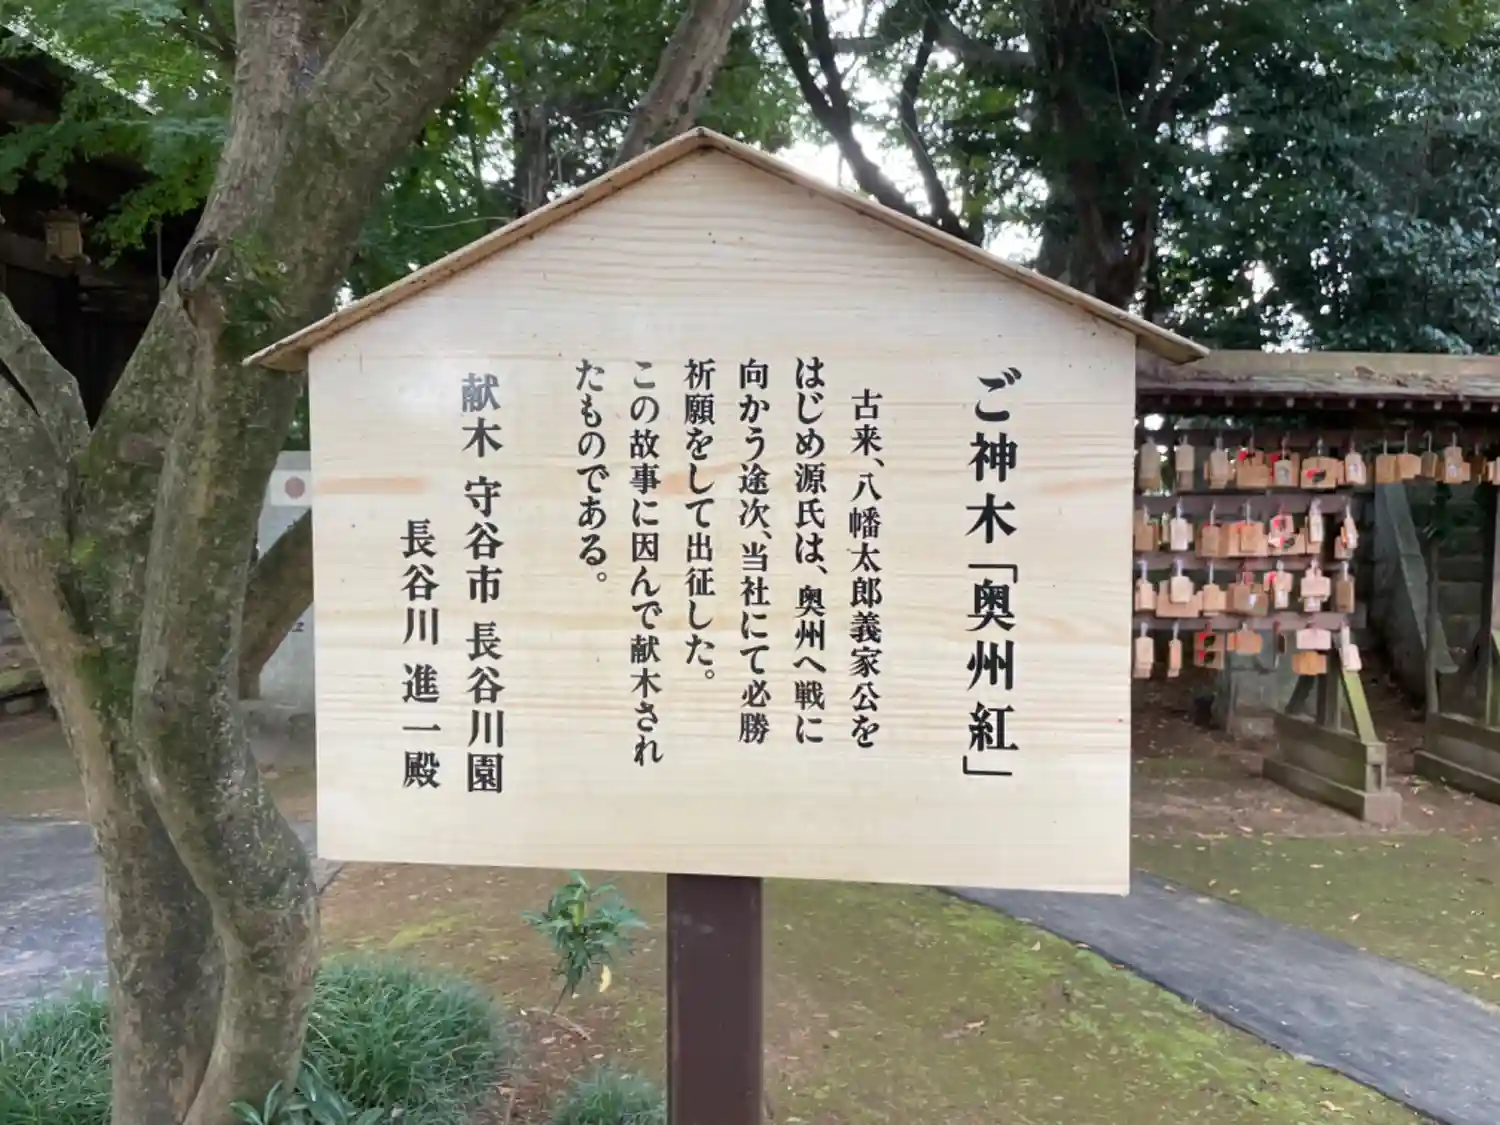 ご神木「奥州紅」
古来、八幡太郎義家公を
はじめ源氏は、奥州へ戦に
向かう途次、当社にて必勝
祈願をして出征した。
この故事に因んで献木され
たものである。
献木 守谷市 長谷川園
長谷川 進一殿